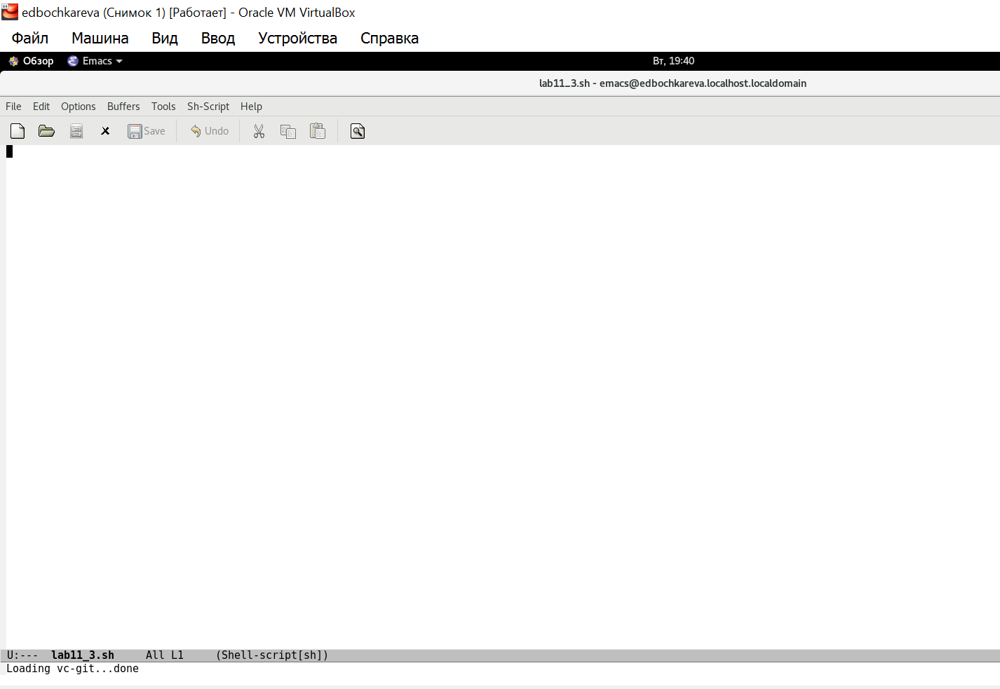 edbochkareva (Снимок 1) [Работает] - Oracle VM VirtualBox
Файл Машина Вид Ввод Устройства Справка
Обзор Emacs Вт, 19:40
lab11_3.sh - emacs@edbochkareva.localhost.localdomain
File Edit Options Buffers Tools Sh-Script Help
Save Undo
U:--- lab11_3.sh All L1 (Shell-script[sh])
Loading vc-git...done